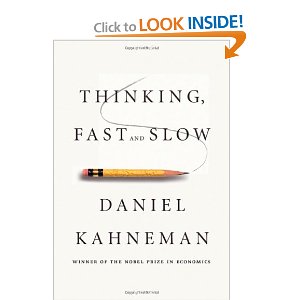 Click to
LOOK INSIDE!
THINKING,
FAST AND SLOW
DANIEL
KAHNEMAN
WINNER OF THE NOBEL PRIZE IN ECONOMICS